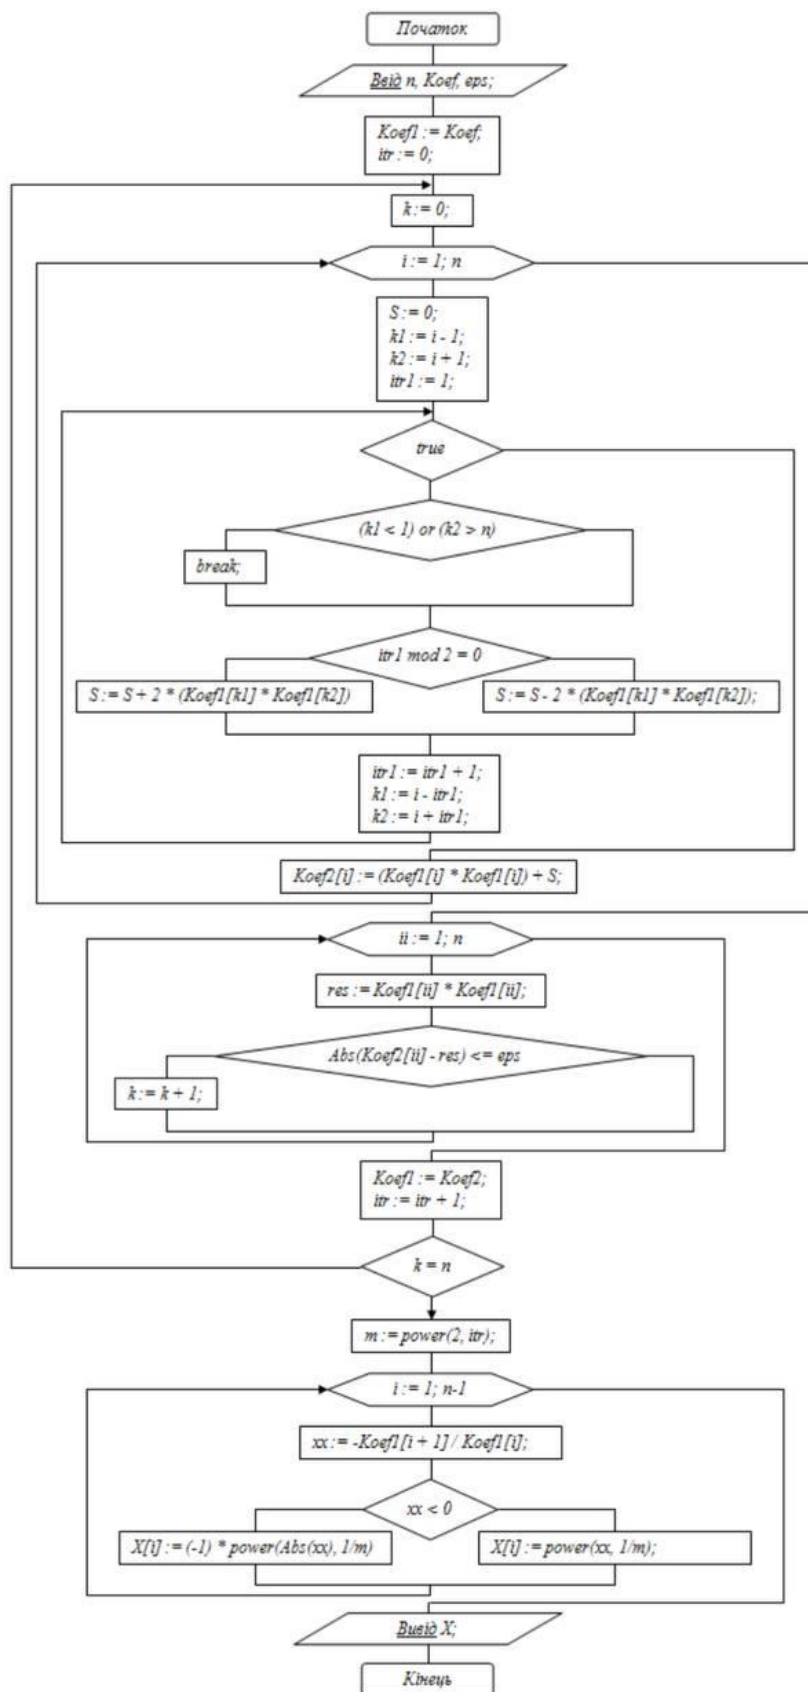 Початок
Ввід n, Koef, eps;
Koef1 := Koef;
itr := 0;
k := 0;
i := 1; n
S := 0;
k1 := i - 1;
k2 := i + 1;
itr1 := 1;
true
(k1 < 1) or (k2 > n)
break;
itr1 mod 2 = 0
S := S + 2 * (Koef1[k1] * Koef1[k2])
S := S - 2 * (Koef1[k1] * Koef1[k2]);
itr1 := itr1 + 1;
k1 := i - itr1;
k2 := i + itr1;
Koef2[i] := (Koef1[i] * Koef1[i]) + S;
ii := 1; n
res := Koef1[ii] * Koef1[ii];
Abs(Koef2[ii] - res) <= eps
k := k + 1;
Koef1 := Koef2;
itr := itr + 1;
k = n
m := power(2, itr);
i := 1; n-1
xx := -Koef1[i + 1] / Koef1[i];
xx < 0
X[i] := (-1) * power(Abs(xx), 1/m)
X[i] := power(xx, 1/m);
Вивід X;
Кінець